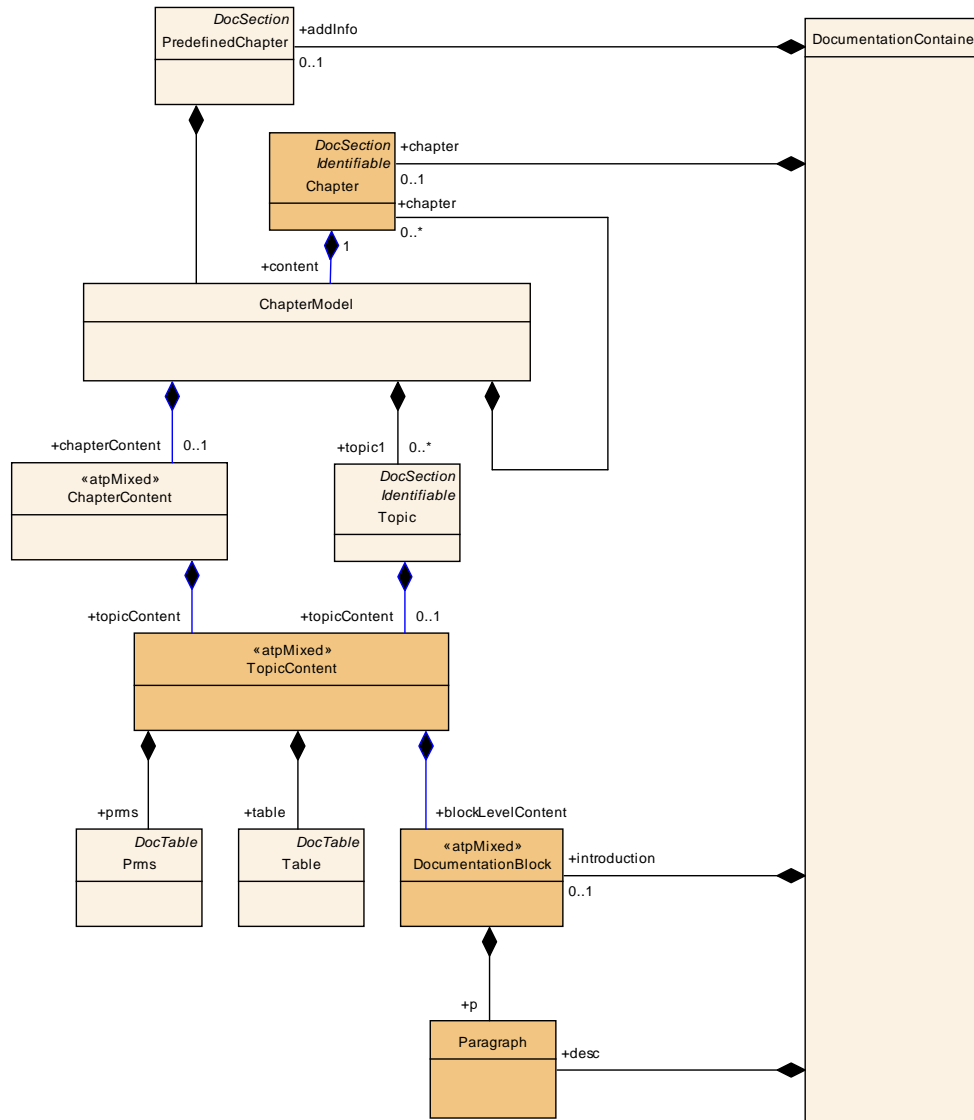 DocSection
PredefinedChapter
+addInfo
0..1
DocumentationContaine
DocSection
Identifiable
Chapter
+chapter
0..1
+chapter
0..*
1
+content
ChapterModel
+chapterContent
0..1
+topic1
0..*
«atpMixed»
ChapterContent
DocSection
Identifiable
Topic
+topicContent
+topicContent
0..1
«atpMixed»
TopicContent
+prms
+table
+blockLevelContent
DocTable
Prms
DocTable
Table
«atpMixed»
DocumentationBlock
+introduction
0..1
+p
Paragraph
+desc